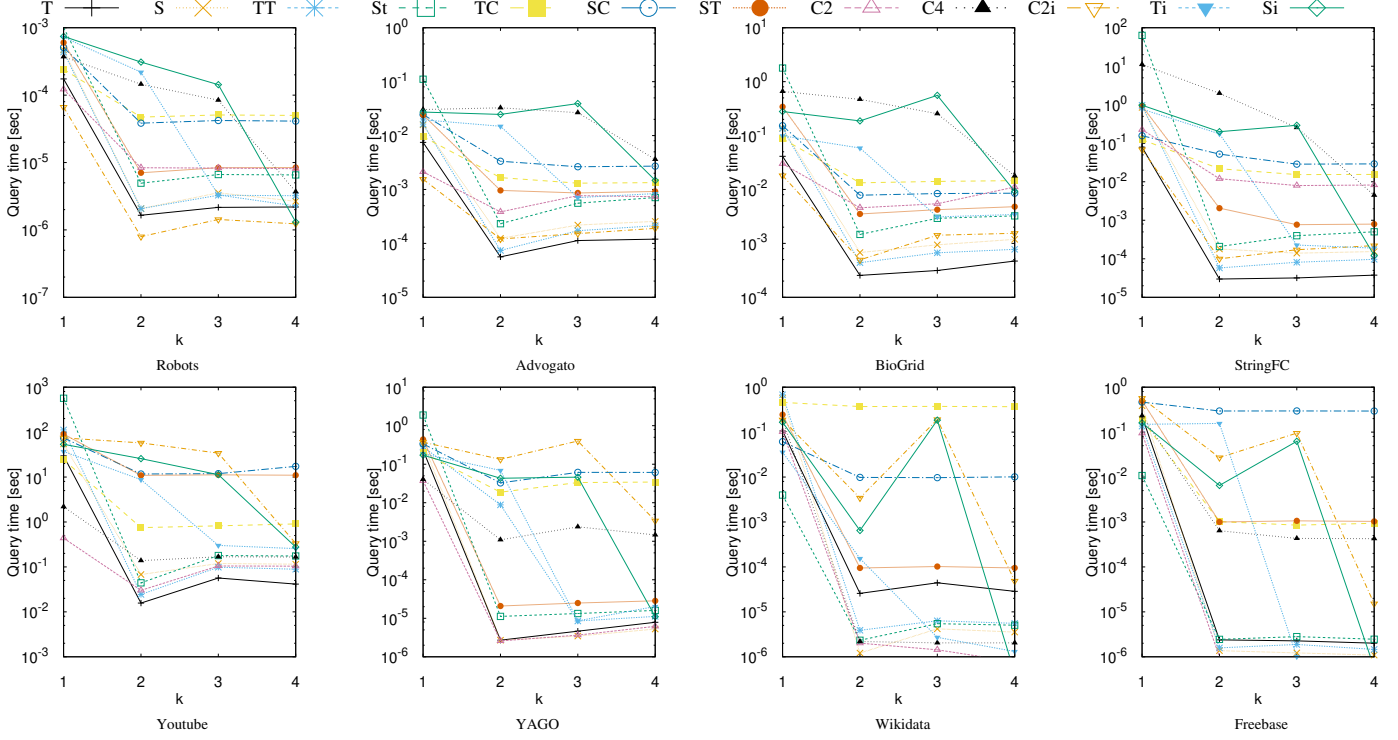 T S TT St TC SC ST C2 C4 C2i Ti Si
10^-3 10^-4 10^-5 10^-6 10^-7
Query time [sec]
1 2 3 4
k
Robots
10^0 10^-1 10^-2 10^-3 10^-4 10^-5
Query time [sec]
1 2 3 4
k
Advogato
10^1 10^0 10^-1 10^-2 10^-3 10^-4
Query time [sec]
1 2 3 4
k
BioGrid
10^2 10^1 10^0 10^-1 10^-2 10^-3 10^-4 10^-5
Query time [sec]
1 2 3 4
k
StringFC
10^3 10^2 10^1 10^0 10^-1 10^-2 10^-3
Query time [sec]
1 2 3 4
k
Youtube
10^1 10^0 10^-1 10^-2 10^-3 10^-4 10^-5 10^-6
Query time [sec]
1 2 3 4
k
YAGO
10^0 10^-1 10^-2 10^-3 10^-4 10^-5 10^-6
Query time [sec]
1 2 3 4
k
Wikidata
10^0 10^-1 10^-2 10^-3 10^-4 10^-5 10^-6
Query time [sec]
1 2 3 4
k
Freebase